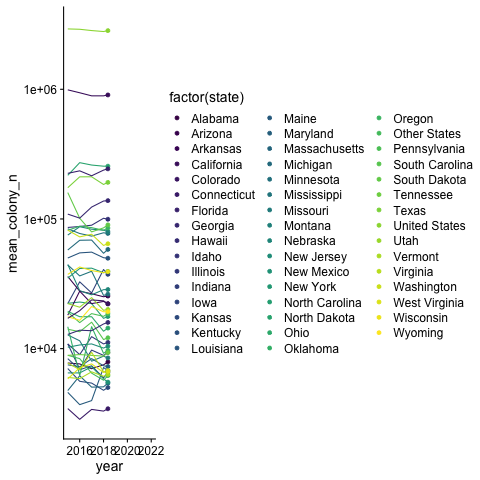 mean_colony_n
1e+06
1e+05
1e+04
2016 2018 2020 2022
year
factor(state)
Alabama
Arizona
Arkansas
California
Colorado
Connecticut
Florida
Georgia
Hawaii
Idaho
Illinois
Indiana
Iowa
Kansas
Kentucky
Louisiana
Maine
Maryland
Massachusetts
Michigan
Minnesota
Mississippi
Missouri
Montana
Nebraska
New Jersey
New Mexico
New York
North Carolina
North Dakota
Ohio
Oklahoma
Oregon
Other States
Pennsylvania
South Carolina
South Dakota
Tennessee
Texas
United States
Utah
Vermont
Virginia
Washington
West Virginia
Wisconsin
Wyoming